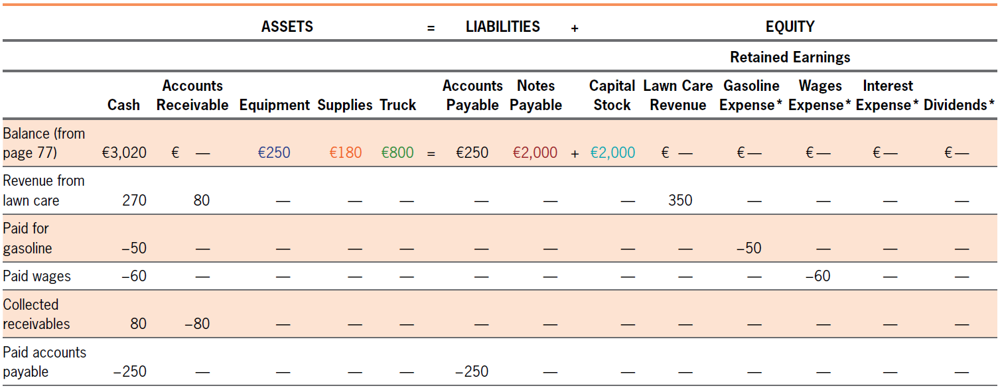 ASSETS = LIABILITIES + EQUITY
Retained Earnings
Accounts Accounts Notes Capital Lawn Care Gasoline Wages Interest
Cash Receivable Equipment Supplies Truck Payable Payable Stock Revenue Expense* Expense* Expense* Dividends*
Balance (from
page 77) €3,020 € — €250 €180 €800 = €250 €2,000 + €2,000 € — €— €— €— €—
Revenue from
lawn care 270 80 — — — — — — 350 — — — —
Paid for
gasoline –50 — — — — — — — — –50 — — —
Paid wages –60 — — — — — — — — — –60 — —
Collected
receivables 80 –80 — — — — — — — — — — —
Paid accounts
payable –250 — — — — –250 — — — — — — —